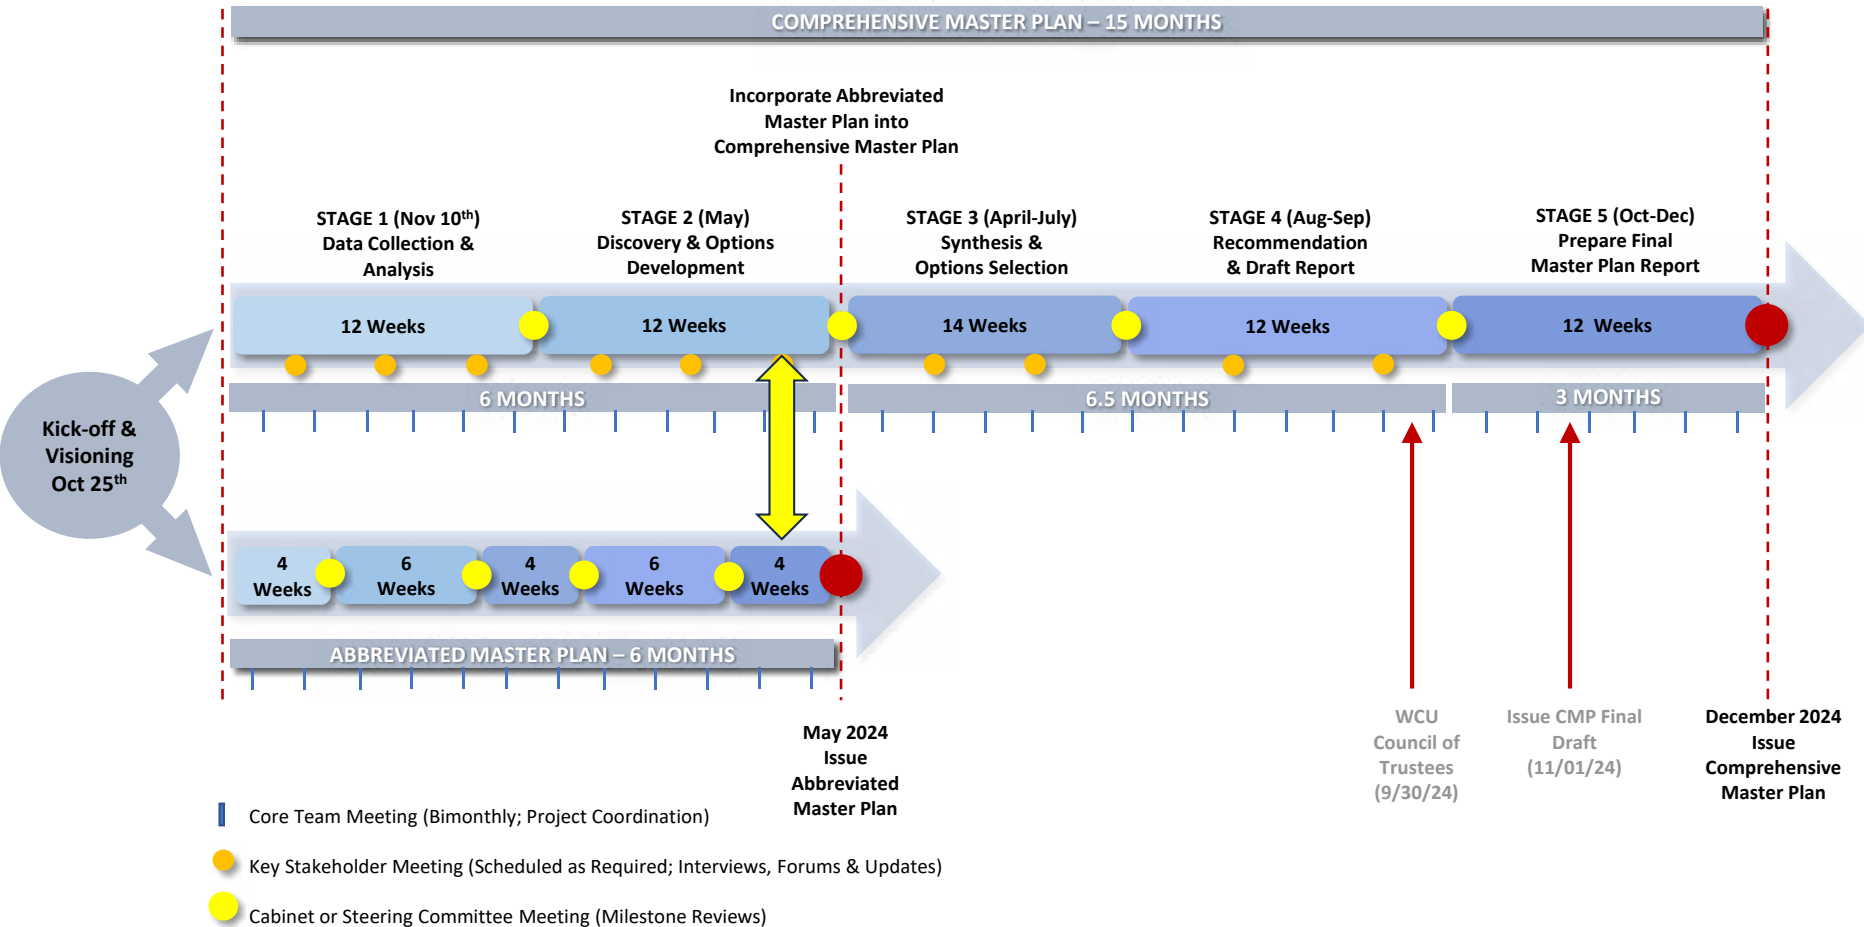 COMPREHENSIVE MASTER PLAN – 15 MONTHS
Incorporate Abbreviated
Master Plan into
Comprehensive Master Plan
STAGE 1 (Nov 10th)
Data Collection &
Analysis
STAGE 2 (May)
Discovery & Options
Development
STAGE 3 (April-July)
Synthesis &
Options Selection
STAGE 4 (Aug-Sep)
Recommendation
& Draft Report
STAGE 5 (Oct-Dec)
Prepare Final
Master Plan Report
12 Weeks
12 Weeks
14 Weeks
12 Weeks
12 Weeks
6 MONTHS
6.5 MONTHS
3 MONTHS
Kick-off &
Visioning
Oct 25th
4
Weeks
6
Weeks
4
Weeks
6
Weeks
4
Weeks
ABBREVIATED MASTER PLAN – 6 MONTHS
May 2024
Issue
Abbreviated
Master Plan
WCU
Council of
Trustees
(9/30/24)
Issue CMP Final
Draft
(11/01/24)
December 2024
Issue
Comprehensive
Master Plan
Core Team Meeting (Bimonthly; Project Coordination)
Key Stakeholder Meeting (Scheduled as Required; Interviews, Forums & Updates)
Cabinet or Steering Committee Meeting (Milestone Reviews)